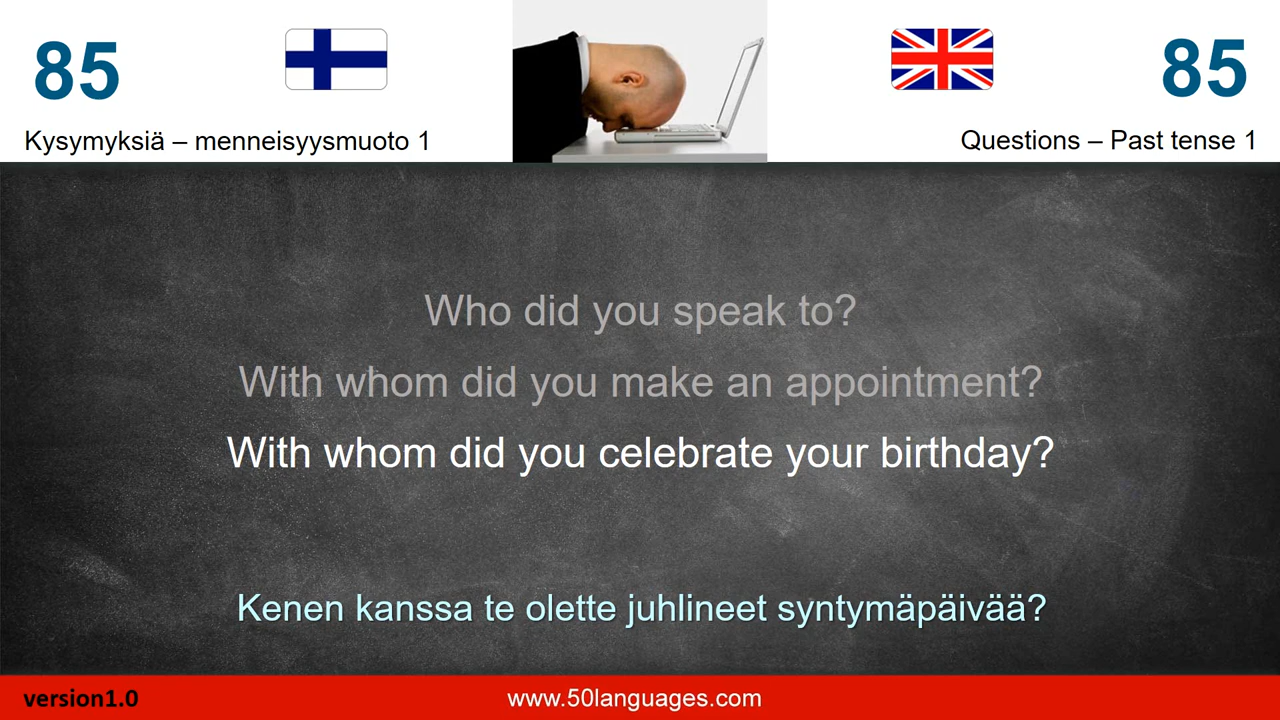 85
85
Kysymyksiä – menneisyysmuoto 1
Questions – Past tense 1
Who did you speak to?
With whom did you make an appointment?
With whom did you celebrate your birthday?
Kenen kanssa te olette juhlineet syntymäpäivää?
version1.0
www.50languages.com